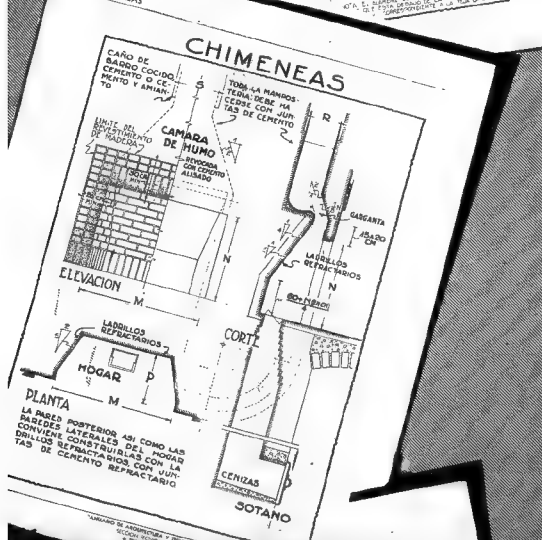 CHIMENEAS
CAÑO DE
BARRO COCIDO,
CEMENTO O CE-
MENTO Y AMIAN-
TO
S
TODA LA MAMPOS-
TERIA DEBE HA
CERSE CON JUN-
TAS DE CEMENTO
R
LIMITE DEL
REVESTIMIENTO
DE MADERA
CAMARA
DE HUMO
REVOCADA
CON CEMENTO
ALISADO
GARGANTA
15 A 20
CM
LADRILLOS
REFRACTARIOS
N
N
ELEVACION
M
CORTE
LADRILLOS
REFRACTARIOS
HOGAR
P
M
PLANTA
LA PARED POSTERIOR ASI COMO LAS
PAREDES LATERALES DEL HOGAR
CONVIENE CONSTRUIRLAS CON LA
DRILLOS REFRACTARIOS, CON JUN-
TAS DE CEMENTO REFRACTARIO
CENIZAS
SOTANO